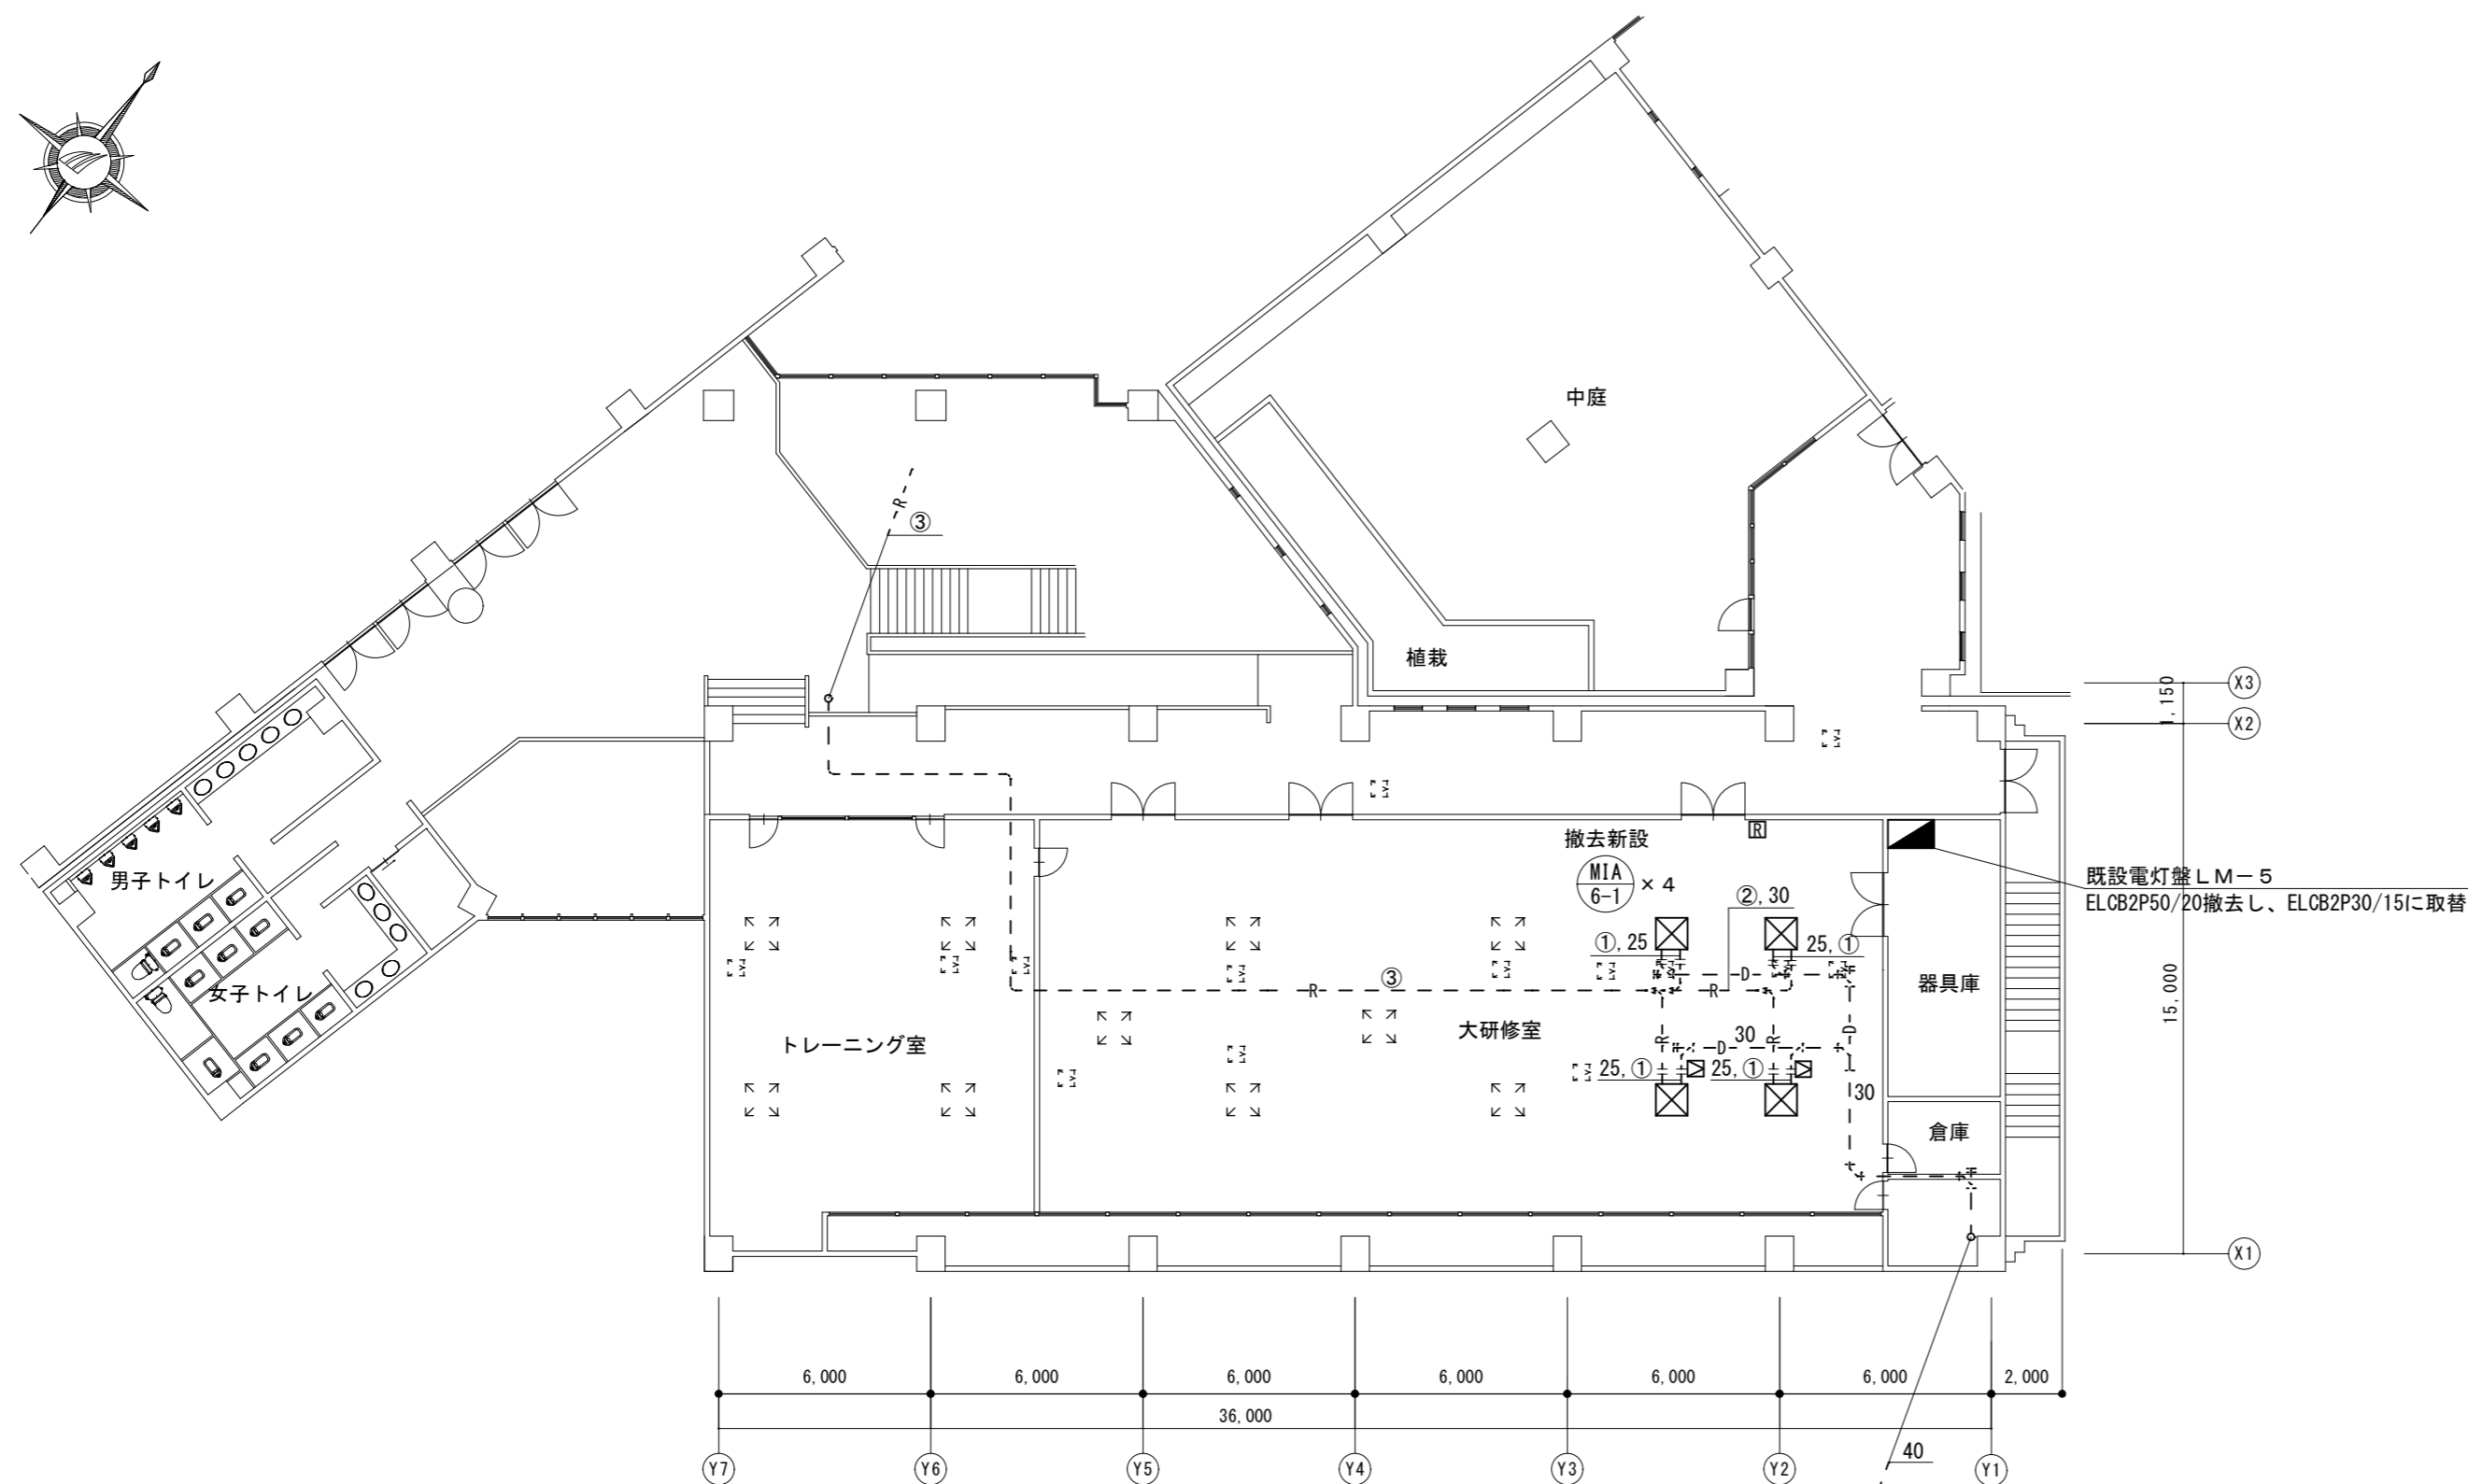 中庭
R
③
植栽
X3
1,150
X2
撤去新設
R
MIA
6-1
×4
既設電灯盤LM-5
ELCB2P50/20撤去し、ELCB2P30/15に取替
男子トイレ
②,30
①,25
25,①
女子トイレ
D
③
R
R
器具庫
15,000
トレーニング室
大研修室
R
D
30
R
D
25,①
25,①
30
倉庫
X1
6,000
6,000
6,000
6,000
6,000
6,000
2,000
36,000
40
Y7
Y6
Y5
Y4
Y3
Y2
Y1